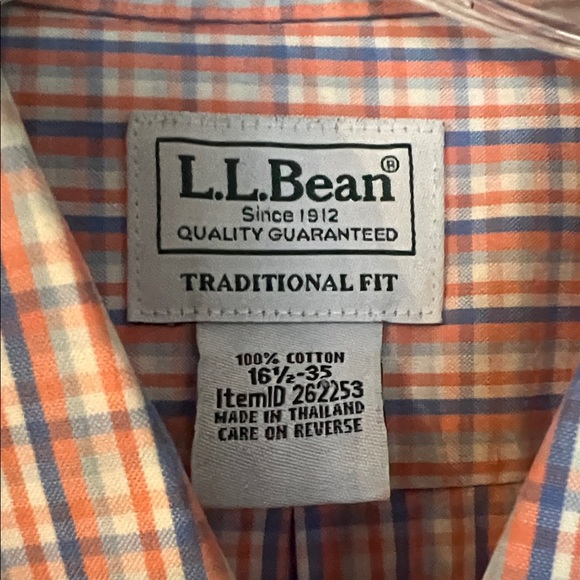 L.L.Bean®
Since 1912
QUALITY GUARANTEED
TRADITIONAL FIT
100% COTTON
16½-35
ItemID 262253
MADE IN THAILAND
CARE ON REVERSE